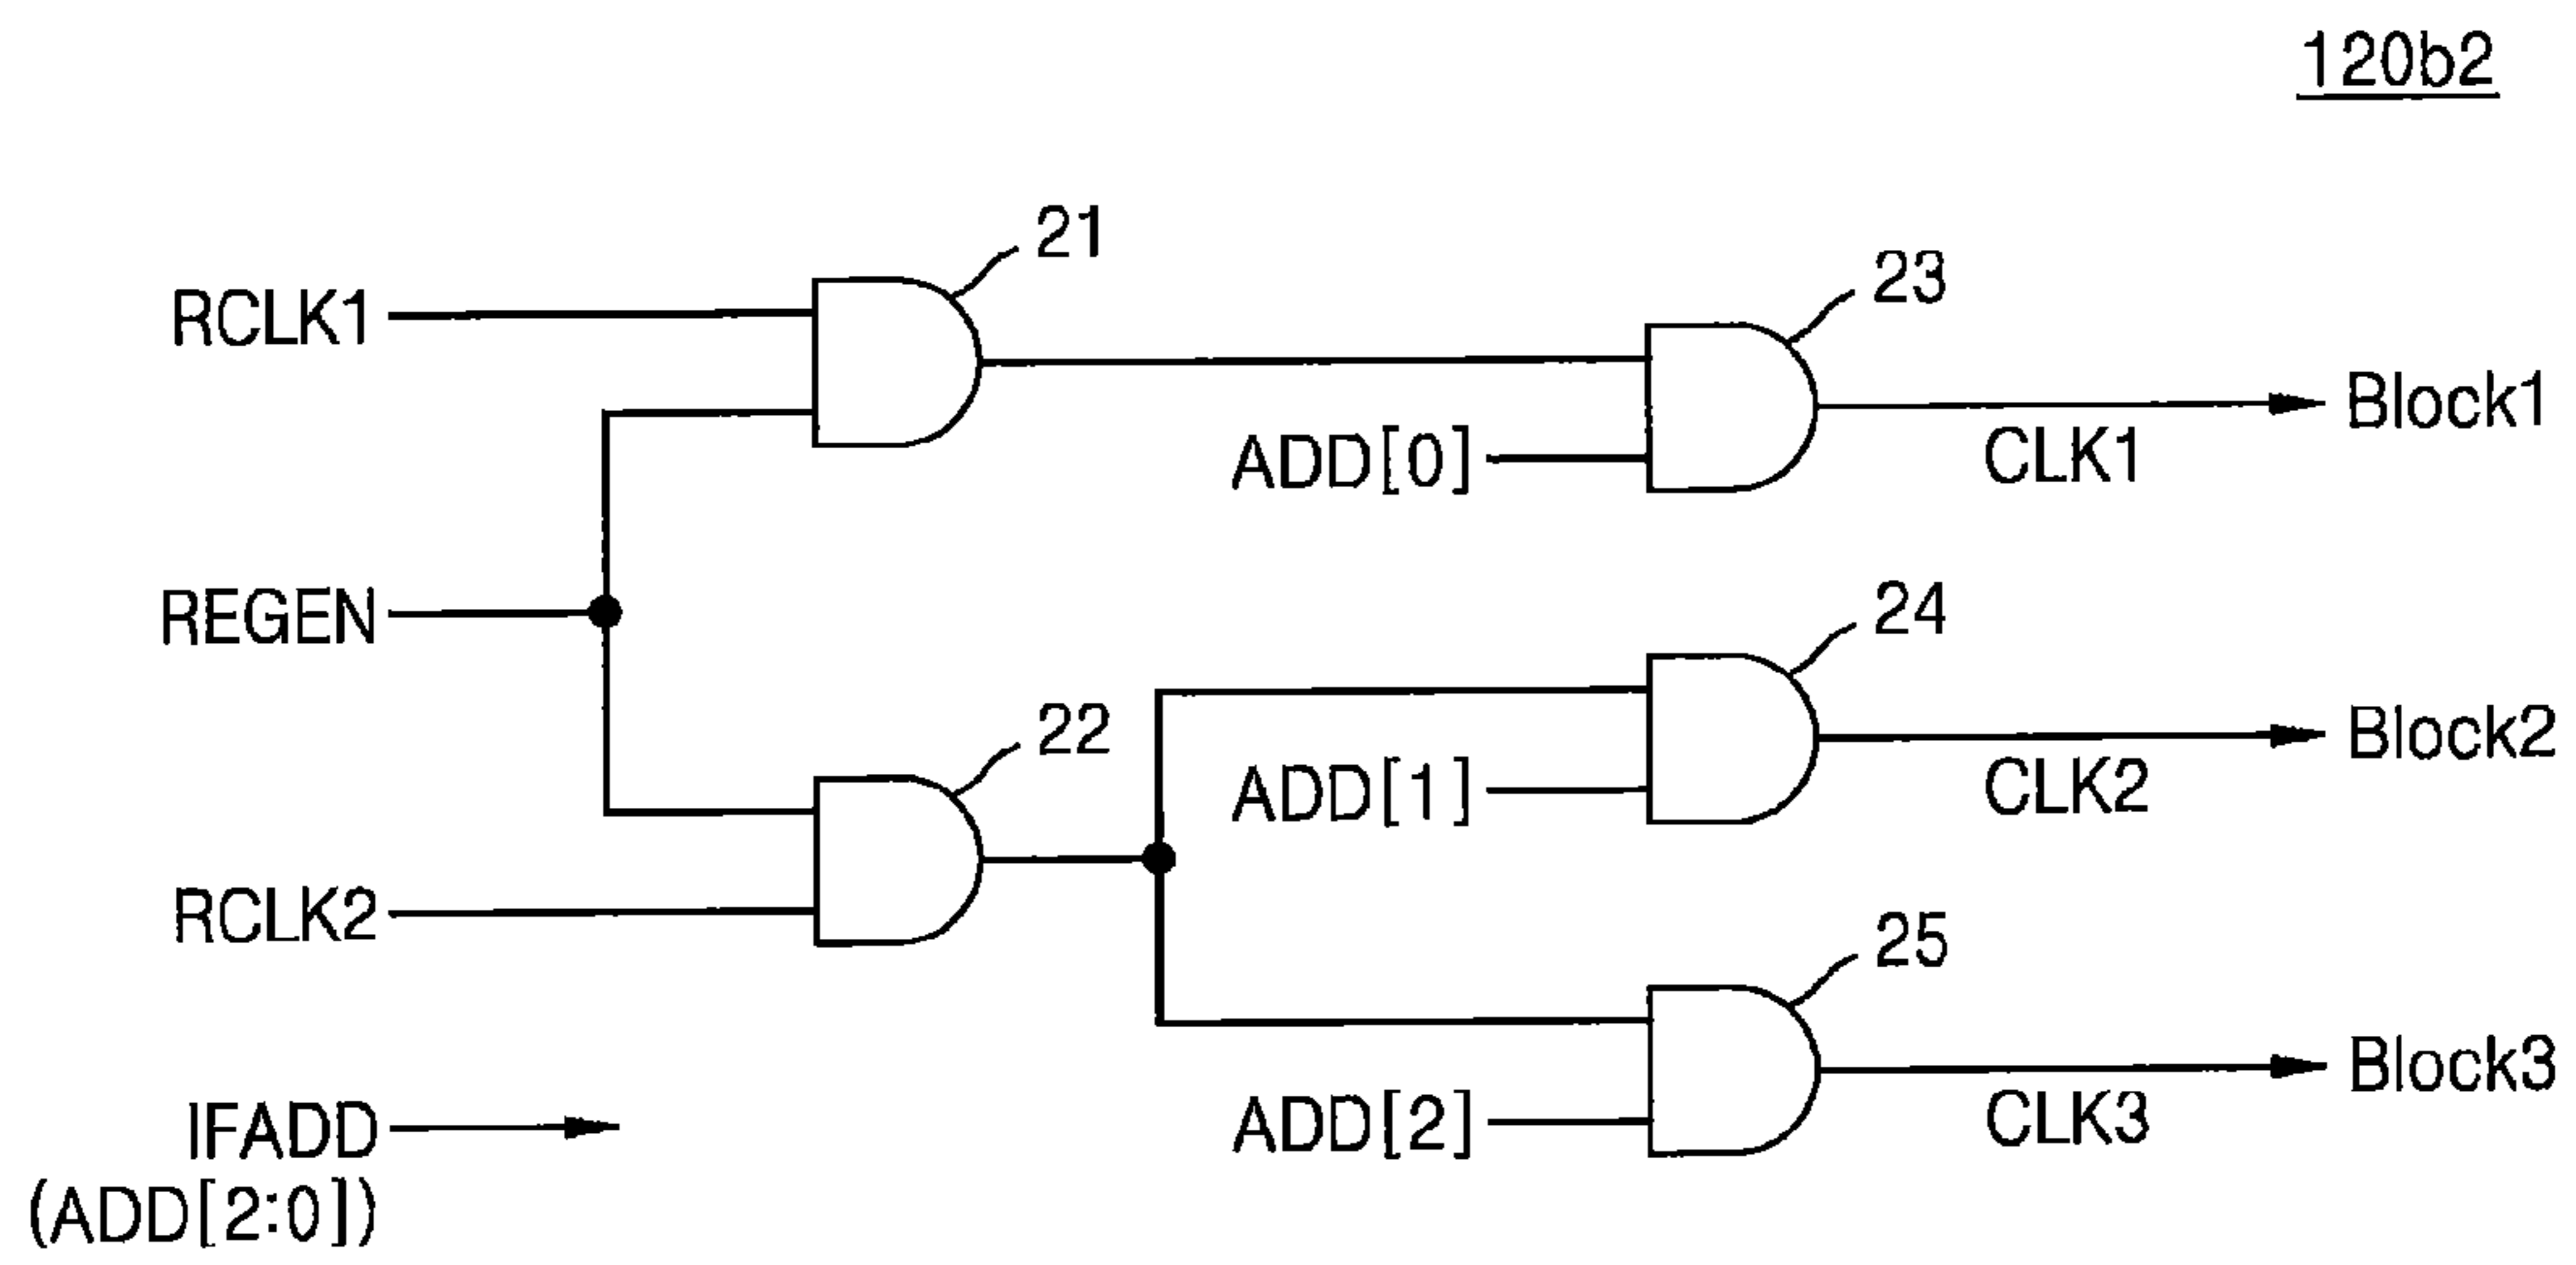 120b2
21
RCLK1
23
Block1
ADD[0]
CLK1
REGEN
24
22
Block2
ADD[1]
CLK2
RCLK2
25
Block3
ADD[2]
CLK3
IFADD
(ADD[2:0])